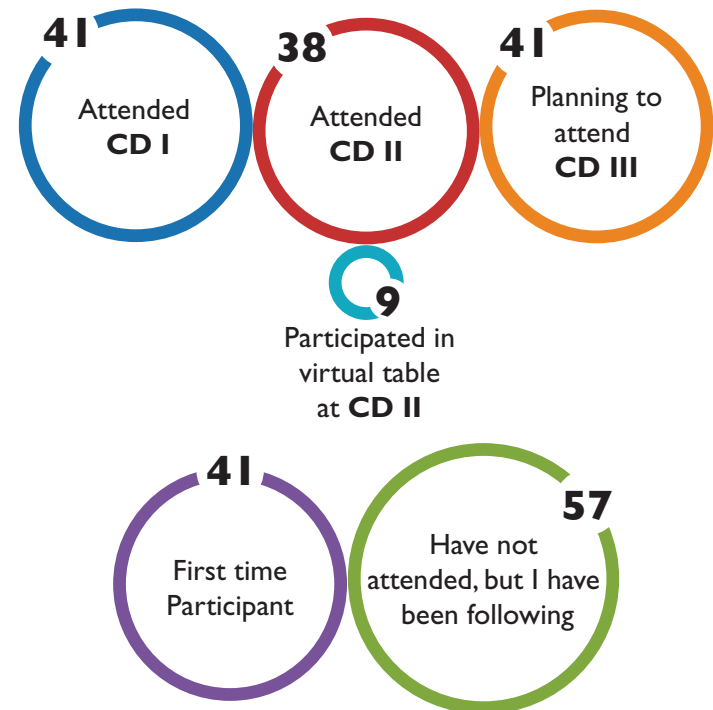 41
Attended
CD I
38
Attended
CD II
41
Planning to
attend
CD III
9
Participated in
virtual table
at CD II
41
First time
Participant
57
Have not
attended, but I have
been following